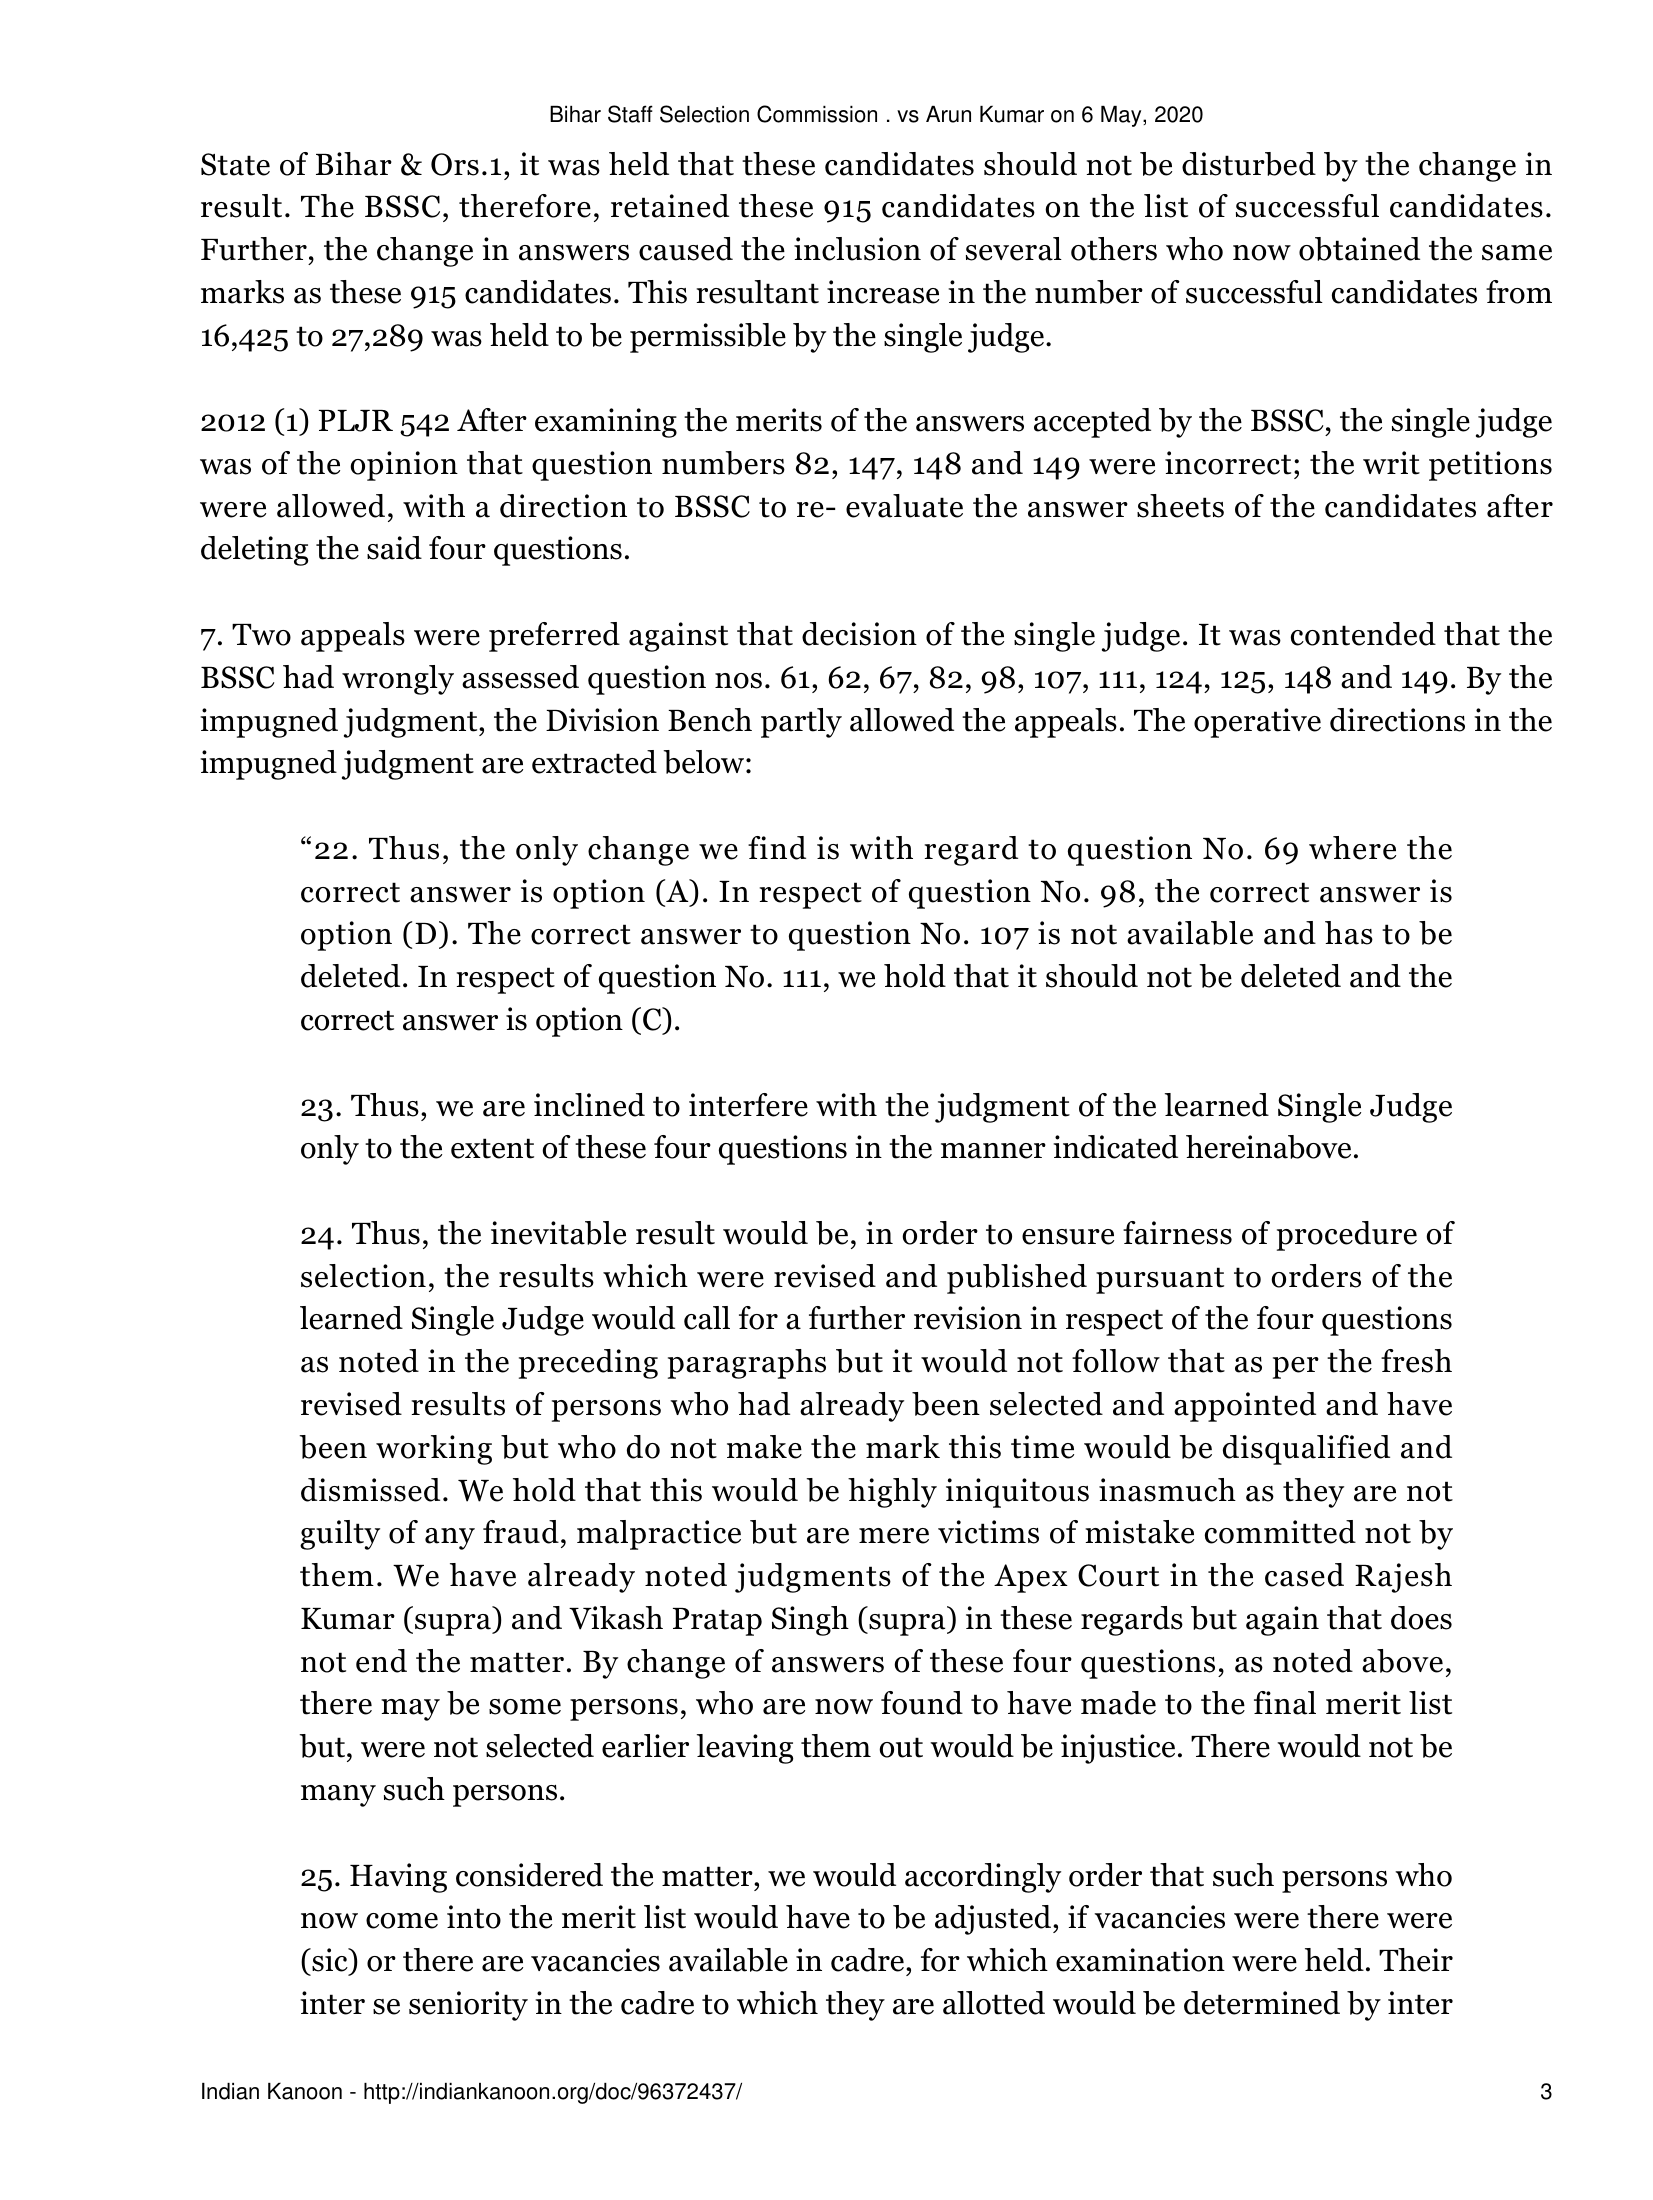 Bihar Staff Selection Commission . vs Arun Kumar on 6 May, 2020
State of Bihar & Ors.1, it was held that these candidates should not be disturbed by the change in
result. The BSSC, therefore, retained these 915 candidates on the list of successful candidates.
Further, the change in answers caused the inclusion of several others who now obtained the same
marks as these 915 candidates. This resultant increase in the number of successful candidates from
16,425 to 27,289 was held to be permissible by the single judge.
2012 (1) PLJR 542 After examining the merits of the answers accepted by the BSSC, the single judge
was of the opinion that question numbers 82, 147, 148 and 149 were incorrect; the writ petitions
were allowed, with a direction to BSSC to re- evaluate the answer sheets of the candidates after
deleting the said four questions.
7. Two appeals were preferred against that decision of the single judge. It was contended that the
BSSC had wrongly assessed question nos. 61, 62, 67, 82, 98, 107, 111, 124, 125, 148 and 149. By the
impugned judgment, the Division Bench partly allowed the appeals. The operative directions in the
impugned judgment are extracted below:
“22. Thus, the only change we find is with regard to question No. 69 where the
correct answer is option (A). In respect of question No. 98, the correct answer is
option (D). The correct answer to question No. 107 is not available and has to be
deleted. In respect of question No. 111, we hold that it should not be deleted and the
correct answer is option (C).
23. Thus, we are inclined to interfere with the judgment of the learned Single Judge
only to the extent of these four questions in the manner indicated hereinabove.
24. Thus, the inevitable result would be, in order to ensure fairness of procedure of
selection, the results which were revised and published pursuant to orders of the
learned Single Judge would call for a further revision in respect of the four questions
as noted in the preceding paragraphs but it would not follow that as per the fresh
revised results of persons who had already been selected and appointed and have
been working but who do not make the mark this time would be disqualified and
dismissed. We hold that this would be highly iniquitous inasmuch as they are not
guilty of any fraud, malpractice but are mere victims of mistake committed not by
them. We have already noted judgments of the Apex Court in the cased Rajesh
Kumar (supra) and Vikash Pratap Singh (supra) in these regards but again that does
not end the matter. By change of answers of these four questions, as noted above,
there may be some persons, who are now found to have made to the final merit list
but, were not selected earlier leaving them out would be injustice. There would not be
many such persons.
25. Having considered the matter, we would accordingly order that such persons who
now come into the merit list would have to be adjusted, if vacancies were there were
(sic) or there are vacancies available in cadre, for which examination were held. Their
inter se seniority in the cadre to which they are allotted would be determined by inter
Indian Kanoon - http://indiankanoon.org/doc/96372437/ 3